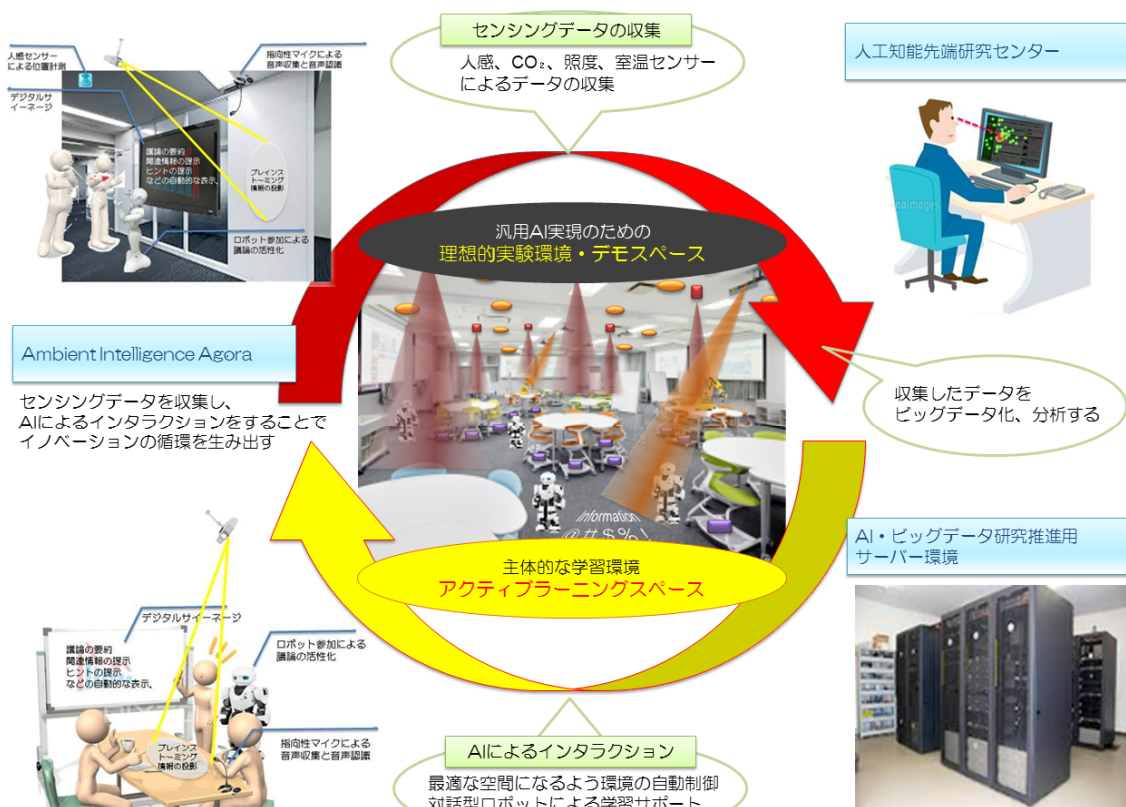 センシングデータの収集
人感、CO₂、照度、室温センサー
によるデータの収集
人感センサー
による位置計測
指向性マイクによる
音声収集と音声認識
デジタルサ
イネージ
議論の要約
関連情報の提示
ヒントの提示
などの自動的な表示
ブレインス
トーミング
情報の投影
ロボット参加による
議論の活性化
人工知能先端研究センター
汎用AI実現のための
理想的実験環境・デモスペース
Ambient Intelligence Agora
センシングデータを収集し、
AIによるインタラクションをすることで
イノベーションの循環を生み出す
収集したデータを
ビッグデータ化、分析する
Information
@#$%!
主体的な学習環境
アクティブラーニングスペース
AI・ビッグデータ研究推進用
サーバー環境
デジタルサイネージ
議論の要約
関連情報の提示
ヒントの提示
などの自動的な表示、
ロボット参加による
議論の活性化
ブレインス
トーミング
情報の投影
指向性マイクによる
音声収集と音声認識
AIによるインタラクション
最適な空間になるよう環境の自動制御
対話型ロボットによる学習サポート